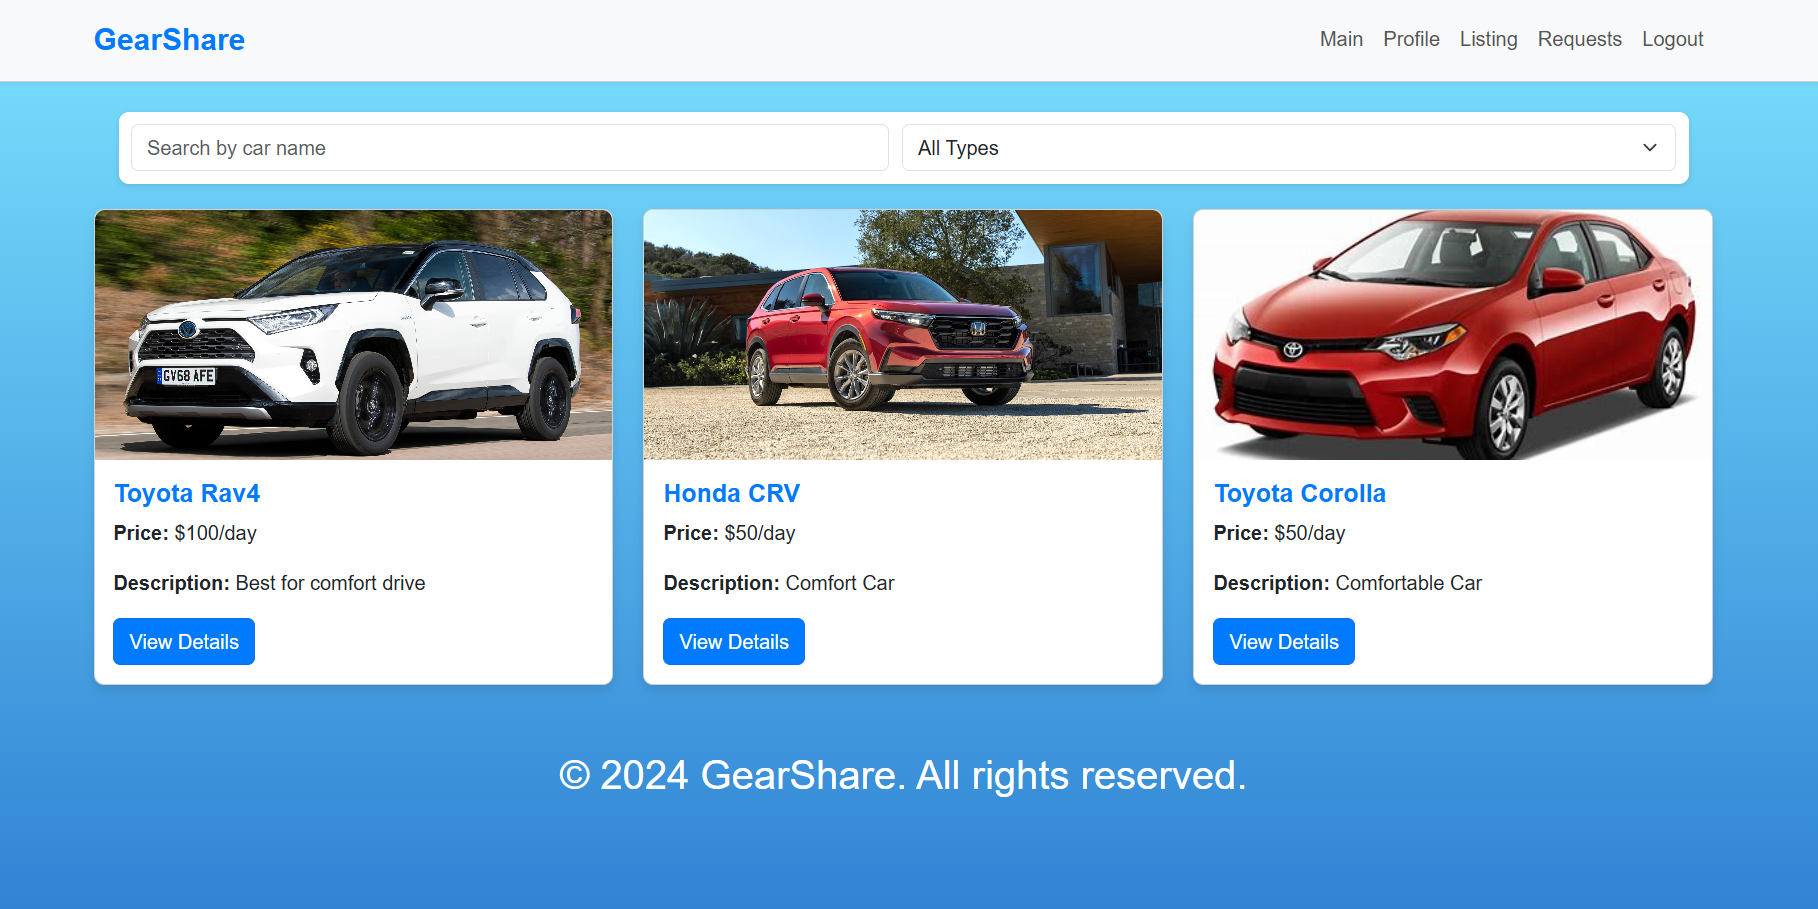 GearShare
Main Profile Listing Requests Logout
Search by car name
All Types
GV68 AFE
Toyota Rav4
Price: $100/day
Description: Best for comfort drive
View Details
Honda CRV
Price: $50/day
Description: Comfort Car
View Details
Toyota Corolla
Price: $50/day
Description: Comfortable Car
View Details
© 2024 GearShare. All rights reserved.